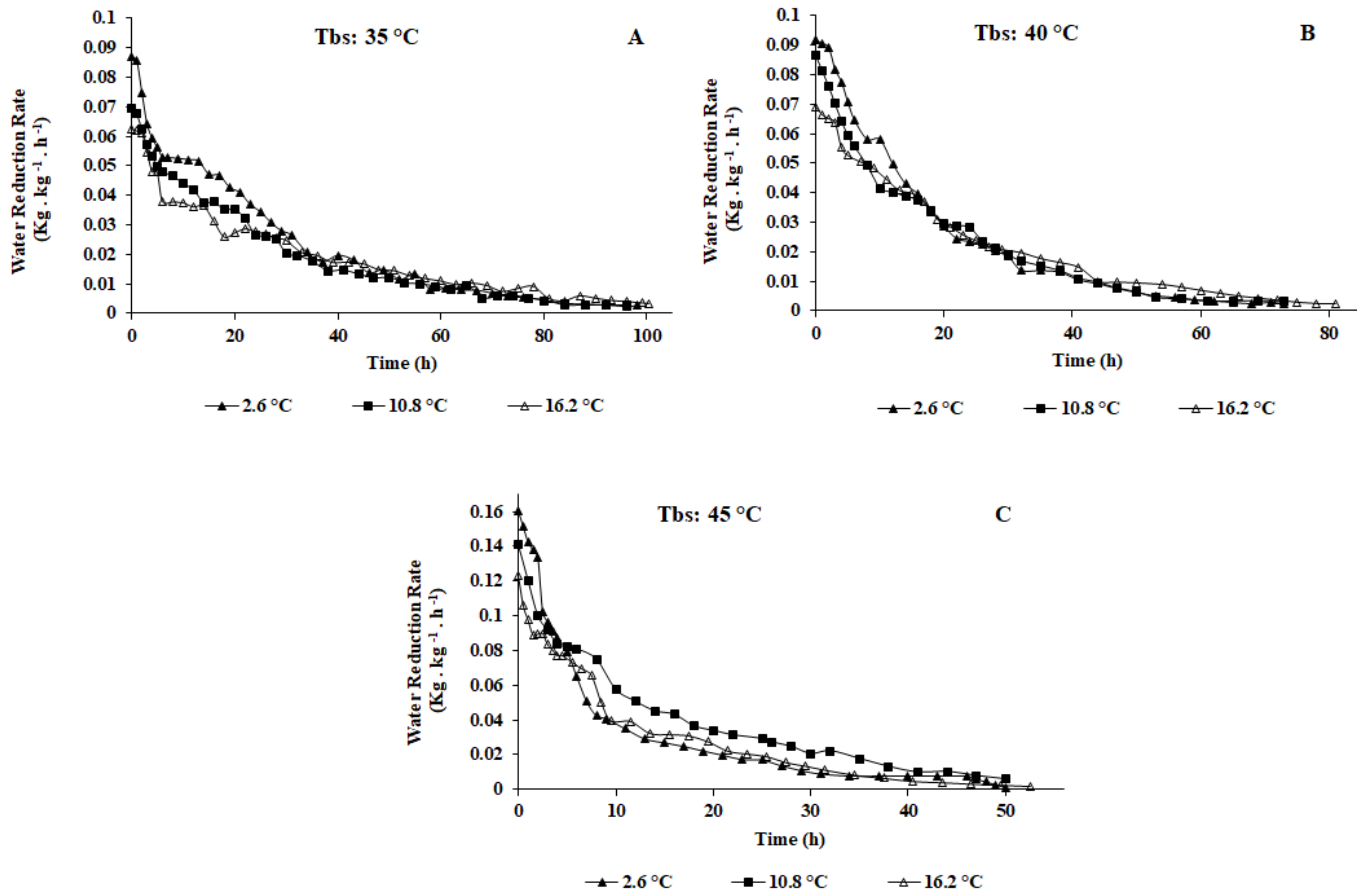 Tbs: 35 °C
A
Water Reduction Rate
(Kg . kg⁻¹ . h⁻¹)
0.1
0.09
0.08
0.07
0.06
0.05
0.04
0.03
0.02
0.01
0
0 20 40 60 80 100
Time (h)
2.6 °C 10.8 °C 16.2 °C
Tbs: 40 °C
B
Water Reduction Rate
(Kg . kg⁻¹ . h⁻¹)
0.1
0.09
0.08
0.07
0.06
0.05
0.04
0.03
0.02
0.01
0
0 20 40 60 80
Time (h)
2.6 °C 10.8 °C 16.2 °C
Tbs: 45 °C
C
Water Reduction Rate
(Kg . kg⁻¹ . h⁻¹)
0.16
0.14
0.12
0.1
0.08
0.06
0.04
0.02
0
0 10 20 30 40 50
Time (h)
2.6 °C 10.8 °C 16.2 °C